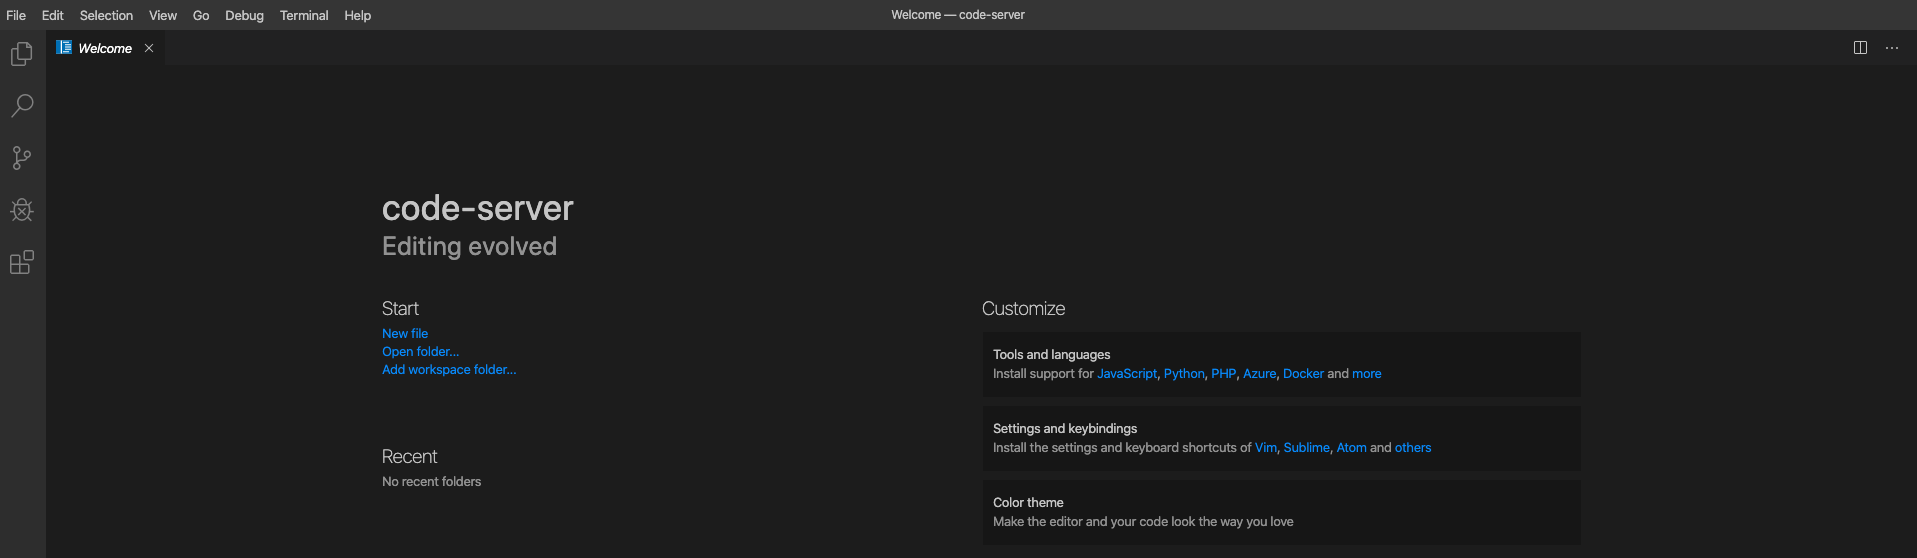 File Edit Selection View Go Debug Terminal Help
Welcome — code-server
Welcome
code-server
Editing evolved
Start
New file
Open folder...
Add workspace folder...
Recent
No recent folders
Customize
Tools and languages
Install support for JavaScript, Python, PHP, Azure, Docker and more
Settings and keybindings
Install the settings and keyboard shortcuts of Vim, Sublime, Atom and others
Color theme
Make the editor and your code look the way you love